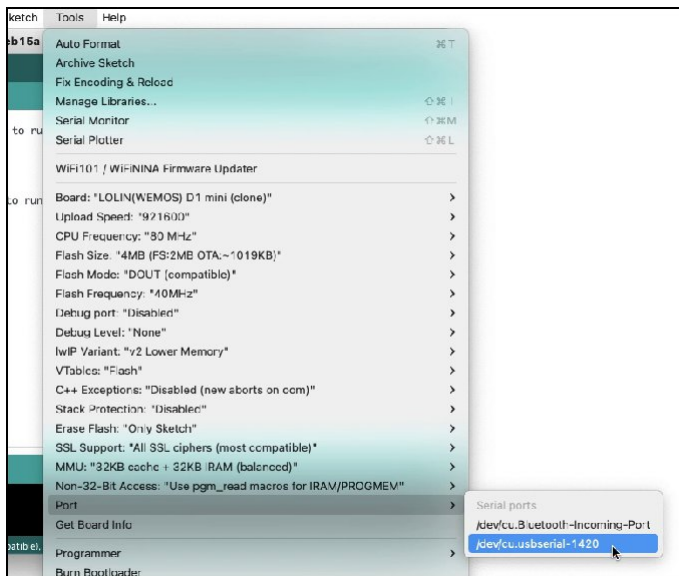 ketch Tools Help
eb15a
Auto Format ⌘T
Archive Sketch
Fix Encoding & Reload
Manage Libraries... ⇧⌘I
to ru
Serial Monitor ⇧⌘M
Serial Plotter ⇧⌘L
WiFi101 / WiFiNINA Firmware Updater
to run
Board: "LOLIN(WEMOS) D1 mini (clone)"
Upload Speed: "921600"
CPU Frequency: "80 MHz"
Flash Size: "4MB (FS:2MB OTA:~1019KB)"
Flash Mode: "DOUT (compatible)"
Flash Frequency: "40MHz"
Debug port: "Disabled"
Debug Level: "None"
lwIP Variant: "v2 Lower Memory"
VTables: "Flash"
C++ Exceptions: "Disabled (new aborts on oom)"
Stack Protection: "Disabled"
Erase Flash: "Only Sketch"
SSL Support: "All SSL ciphers (most compatible)"
MMU: "32KB cache + 32KB IRAM (balanced)"
Non-32-Bit Access: "Use pgm_read macros for IRAM/PROGMEM"
Port
Serial ports
Get Board Info
/dev/cu.Bluetooth-Incoming-Port
/dev/cu.usbserial-1420
patible),
Programmer
Burn Bootloader